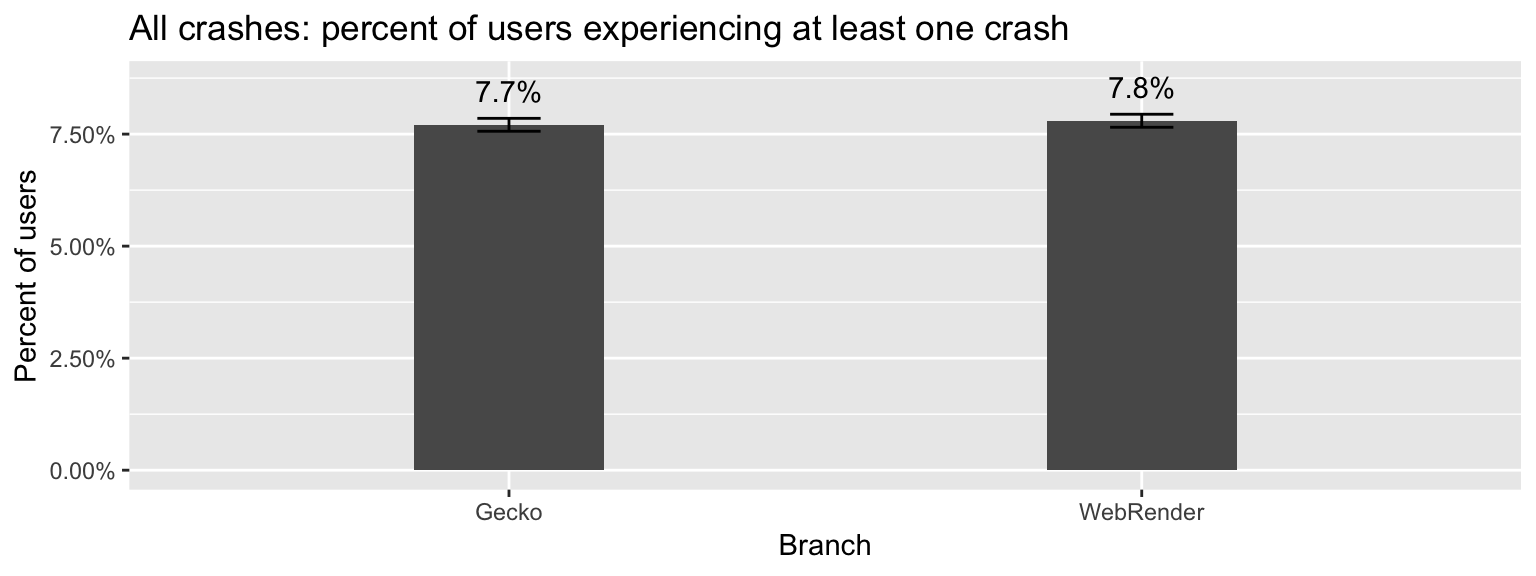 All crashes: percent of users experiencing at least one crash
7.7%
7.8%
7.50%
5.00%
2.50%
0.00%
Percent of users
Gecko
WebRender
Branch